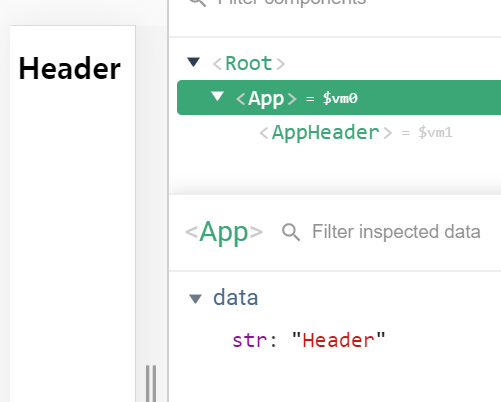 Filter components
Header
<Root>
<App> = $vm0
<AppHeader> = $vm1
<App>
Filter inspected data
data
str: "Header"